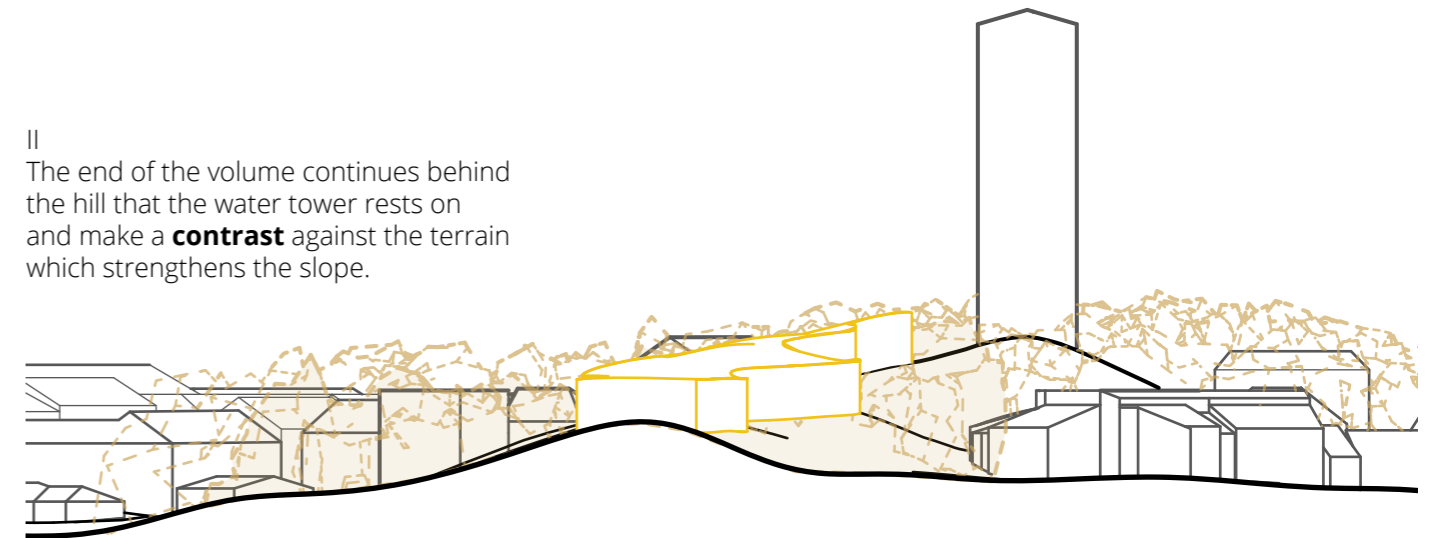 II
The end of the volume continues behind
the hill that the water tower rests on
and make a contrast against the terrain
which strengthens the slope.